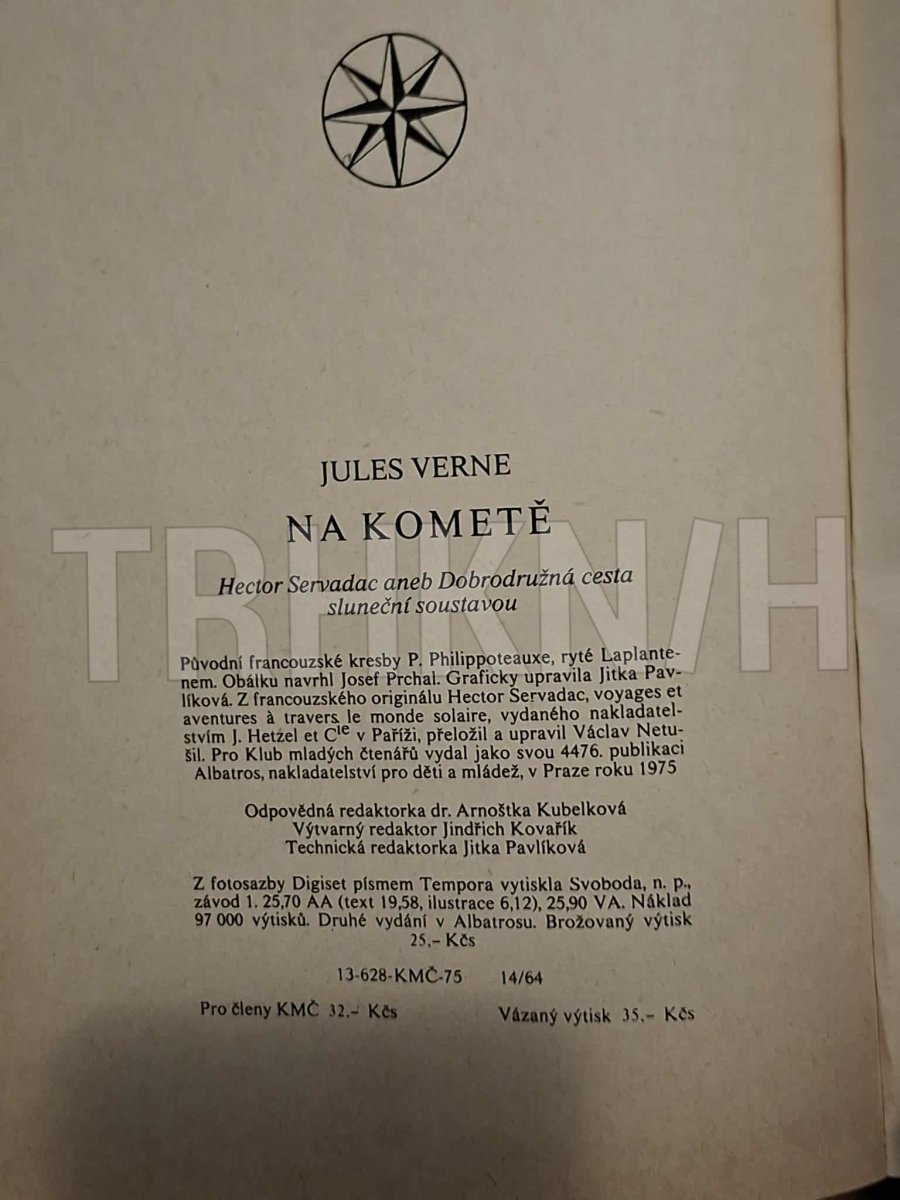 JULES VERNE
NA KOMETĚ
Hector Servadac aneb Dobrodružná cesta
sluneční soustavou
Původní francouzské kresby P. Philippoteauxe, ryté Laplante-
nem. Obálku navrhl Josef Prchal. Graficky upravila Jitka Pav-
líková. Z francouzského originálu Hector Servadac, voyages et
aventures à travers le monde solaire, vydaného nakladatel-
stvím J. Hetzel et Cie v Paříži, přeložil a upravil Václav Netu-
šil. Pro Klub mladých čtenářů vydal jako svou 4476. publikaci
Albatros, nakladatelství pro děti a mládež, v Praze roku 1975
Odpovědná redaktorka dr. Arnoštka Kubelková
Výtvarný redaktor Jindřich Kovařík
Technická redaktorka Jitka Pavlíková
Z fotosazby Digiset písmem Tempora vytiskla Svoboda, n. p.,
závod 1. 25,70 AA (text 19,58, ilustrace 6,12), 25,90 VA. Náklad
97 000 výtisků. Druhé vydání v Albatrosu. Brožovaný výtisk
25,– Kčs
13-628-KMČ-75 14/64
Pro členy KMČ 32.– Kčs Vázaný výtisk 35,– Kčs
TRHKN/H